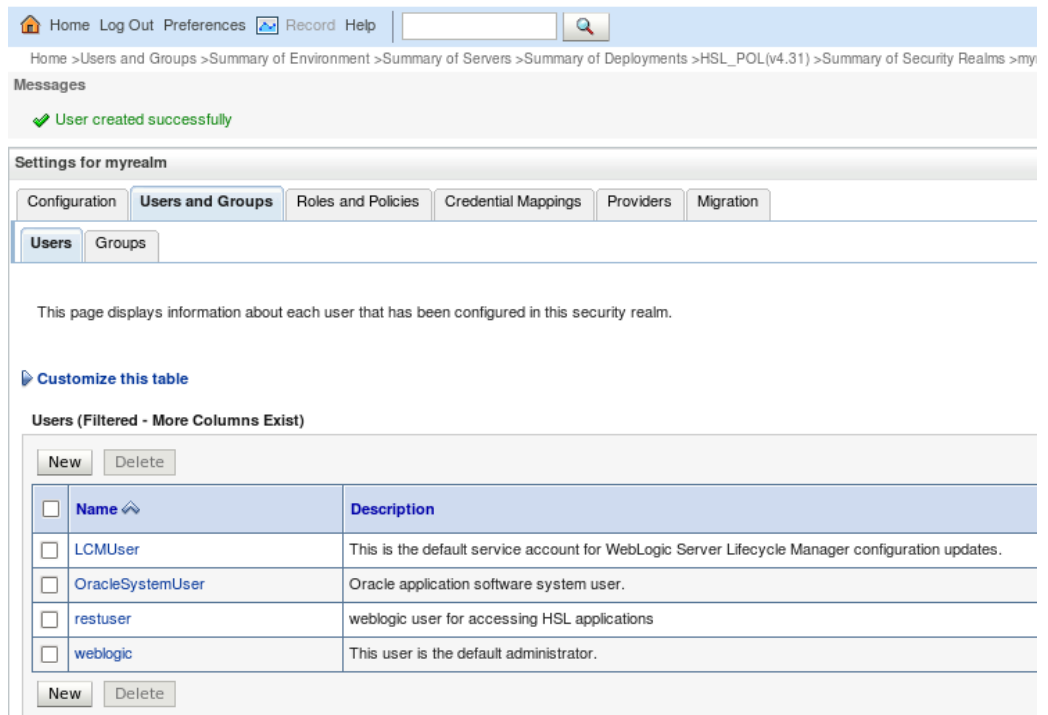 Home Log Out Preferences Record Help
Home >Users and Groups >Summary of Environment >Summary of Servers >Summary of Deployments >HSL_POL(v4.31) >Summary of Security Realms >my
Messages
User created successfully
Settings for myrealm
Configuration Users and Groups Roles and Policies Credential Mappings Providers Migration
Users Groups
This page displays information about each user that has been configured in this security realm.
Customize this table
Users (Filtered - More Columns Exist)
New Delete
Name Description
LCMUser This is the default service account for WebLogic Server Lifecycle Manager configuration updates.
OracleSystemUser Oracle application software system user.
restuser weblogic user for accessing HSL applications
weblogic This user is the default administrator.
New Delete